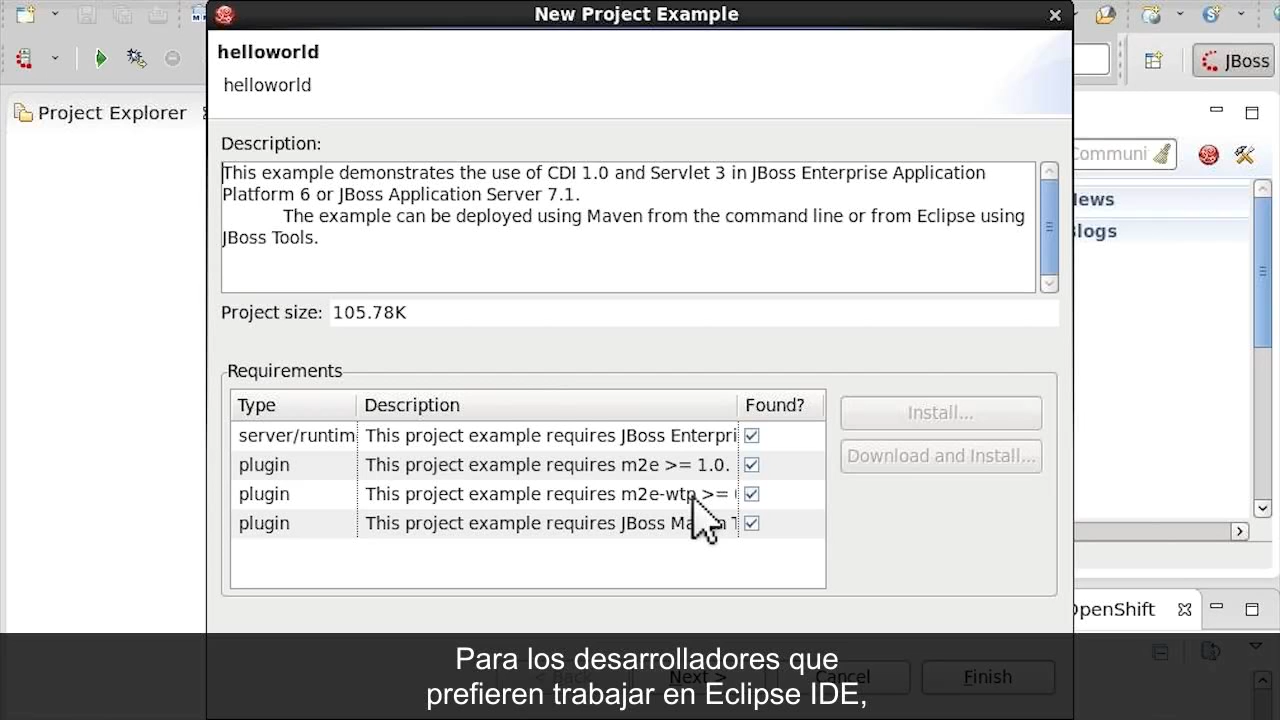 New Project Example
helloworld
helloworld
JBoss
Project Explorer
Description:
This example demonstrates the use of CDI 1.0 and Servlet 3 in JBoss Enterprise Application
Platform 6 or JBoss Application Server 7.1.
The example can be deployed using Maven from the command line or from Eclipse using
JBoss Tools.
Project size: 105.78K
Requirements
Type Description Found?
server/runtim This project example requires JBoss Enterpri
plugin This project example requires m2e >= 1.0.
plugin This project example requires m2e-wtp >=
plugin This project example requires JBoss
Install...
Download and Install...
Communi
News
Blogs
OpenShift
< Back Next > Cancel Finish
Para los desarrolladores que
prefieren trabajar en Eclipse IDE,